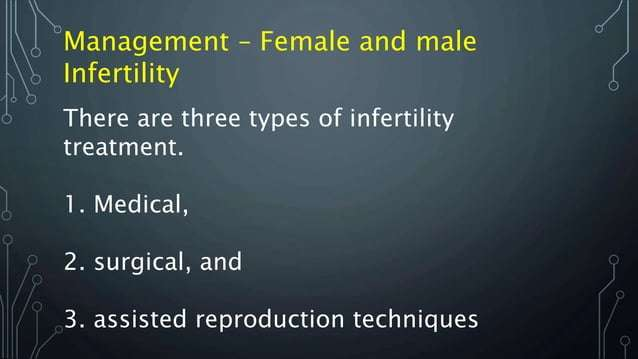 Management – Female and male
Infertility
There are three types of infertility
treatment.
1. Medical,
2. surgical, and
3. assisted reproduction techniques